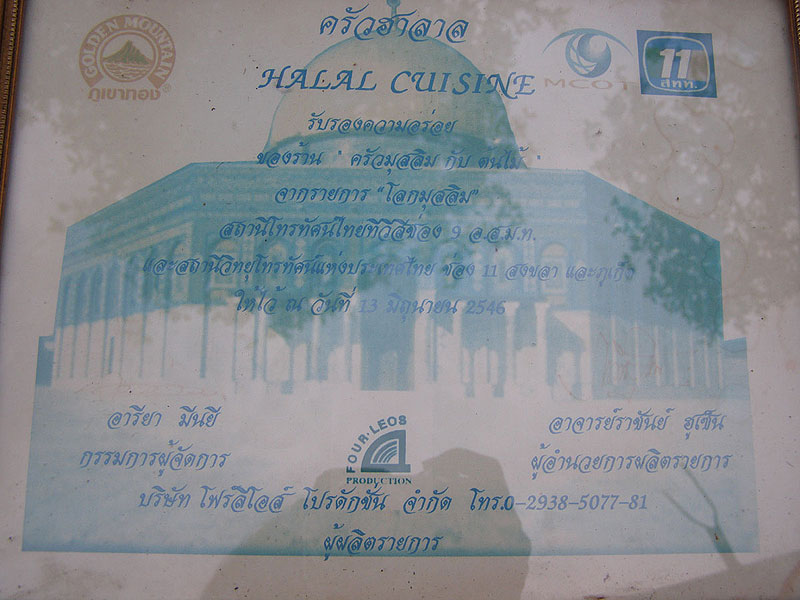 ครัวฮาลาล
GOLDEN MOUNTAIN
ภูเขาทอง®
HALAL CUISINE
MCOT
11
สทท.
รับรองความอร่อย
ของร้าน " ครัวมุสลิม กับ ต้นไม้ "
จากรายการ "โลกมุสลิม"
สถานีโทรทัศน์ไทยทีวีสีช่อง 9 อ.ส.ม.ท.
และสถานีวิทยุโทรทัศน์แห่งประเทศไทย ช่อง 11 สงขลา และภูเก็ต
ให้ไว้ ณ วันที่ 13 มิถุนายน 2546
อารียา มีนยี
กรรมการผู้จัดการ
FOUR-LEOS
PRODUCTION
อาจารย์ราชันย์ ฮูเซ็น
ผู้อำนวยการผลิตรายการ
บริษัท โฟรลีโอส์ โปรดักชั่น จำกัด โทร.0-2938-5077-81
ผู้ผลิตรายการ